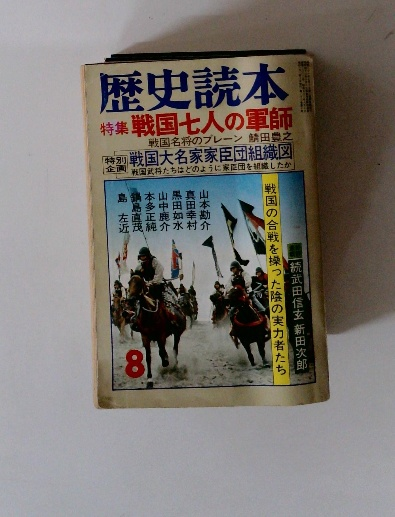 歴史読本
特集 戦国七人の軍師
戦国名将のブレーン 鱗田豊之
特別企画 戦国大名家家臣団組織図
戦国武将たちはどのように家臣団を組織したか
山本勘介
真田幸村
黒田如水
山中鹿介
本多正純
鍋島直茂
島左近
戦国の合戦を操った陰の実力者たち
続武田信玄 新田次郎
8